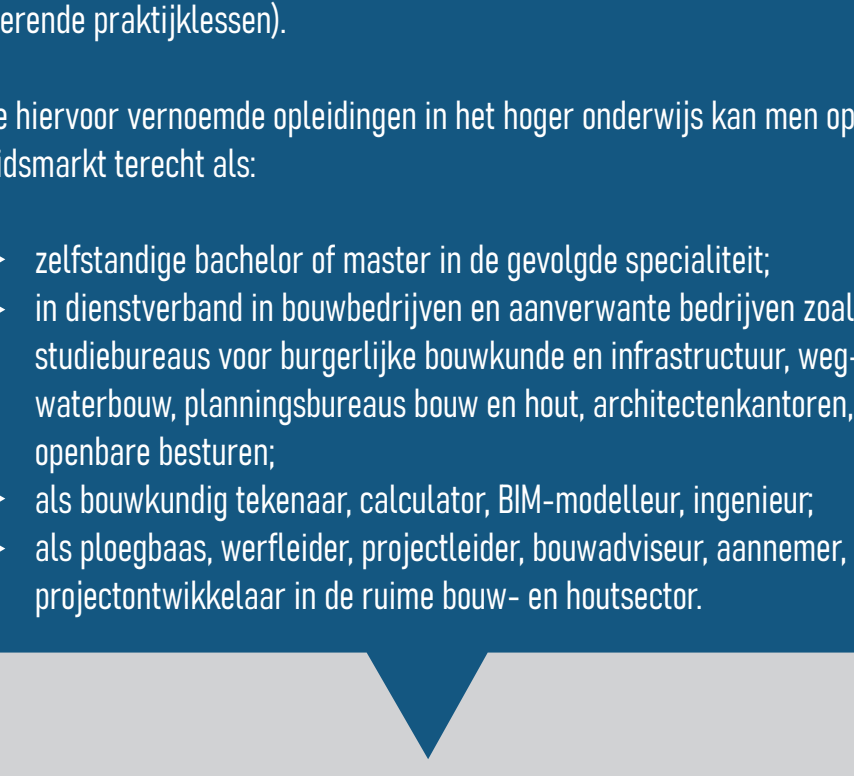 erende praktijklessen).
e hiervoor vernoemde opleidingen in het hoger onderwijs kan men op
idsmarkt terecht als:
zelfstandige bachelor of master in de gevolgde specialiteit;
in dienstverband in bouwbedrijven en aanverwante bedrijven zoal
studiebureaus voor burgerlijke bouwkunde en infrastructuur, weg-
waterbouw, planningsbureaus bouw en hout, architectenkantoren,
openbare besturen;
als bouwkundig tekenaar, calculator, BIM-modelleur, ingenieur;
als ploegbaas, werfleider, projectleider, bouwadviseur, aannemer,
projectontwikkelaar in de ruime bouw- en houtsector.